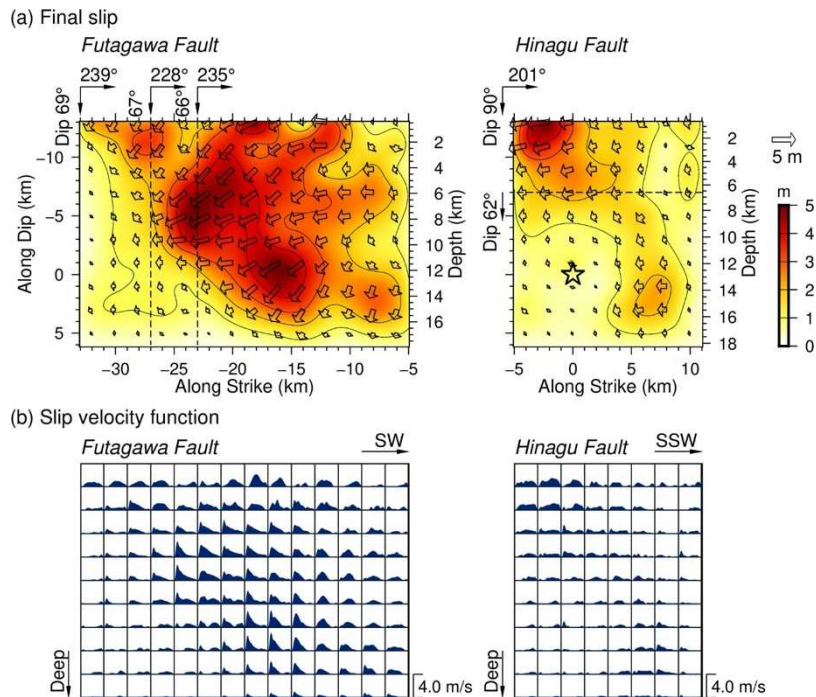 (a) Final slip
Futagawa Fault
Hinagu Fault
239° 228° 235°
201°
Dip 69° 67° 66°
Dip 90°
Dip 62°
5 m
m
5
4
3
2
1
0
Along Dip (km)
−10
−5
0
5
Depth (km)
2
4
6
8
10
12
14
16
−30 −25 −20 −15 −10 −5
Along Strike (km)
Depth (km)
2
4
6
8
10
12
14
16
18
−5 0 5 10
Along Strike (km)
(b) Slip velocity function
Futagawa Fault SW
Hinagu Fault SSW
Deep
4.0 m/s
Deep
4.0 m/s